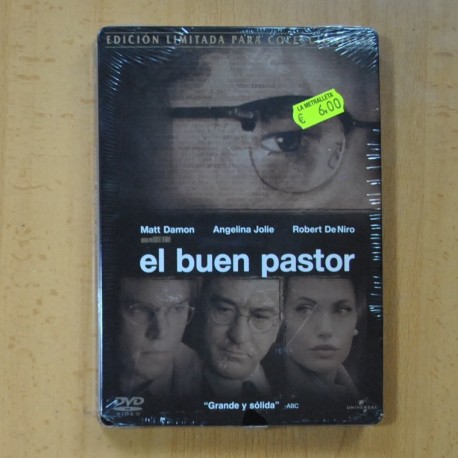 EDICIÓN LIMITADA PARA
LA METRALLETA
€ 6,00
Matt Damon Angelina Jolie Robert De Niro
el buen pastor
"Grande y sólida" -ABC
DVD
VIDEO
UNIVERSAL